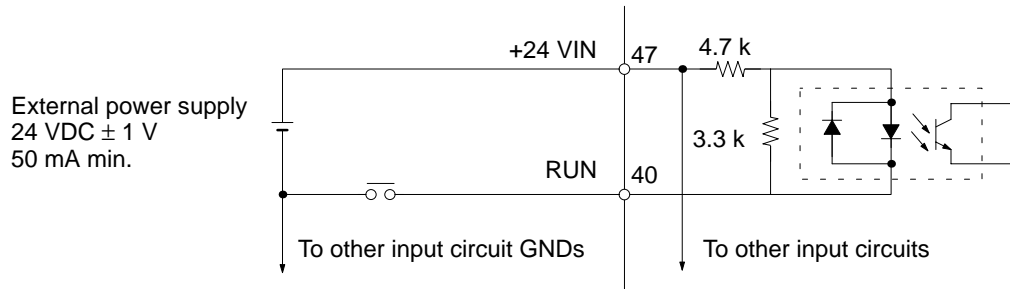 +24 VIN
47
4.7 k
External power supply
24 VDC ± 1 V
50 mA min.
3.3 k
RUN
40
To other input circuit GNDs
To other input circuits